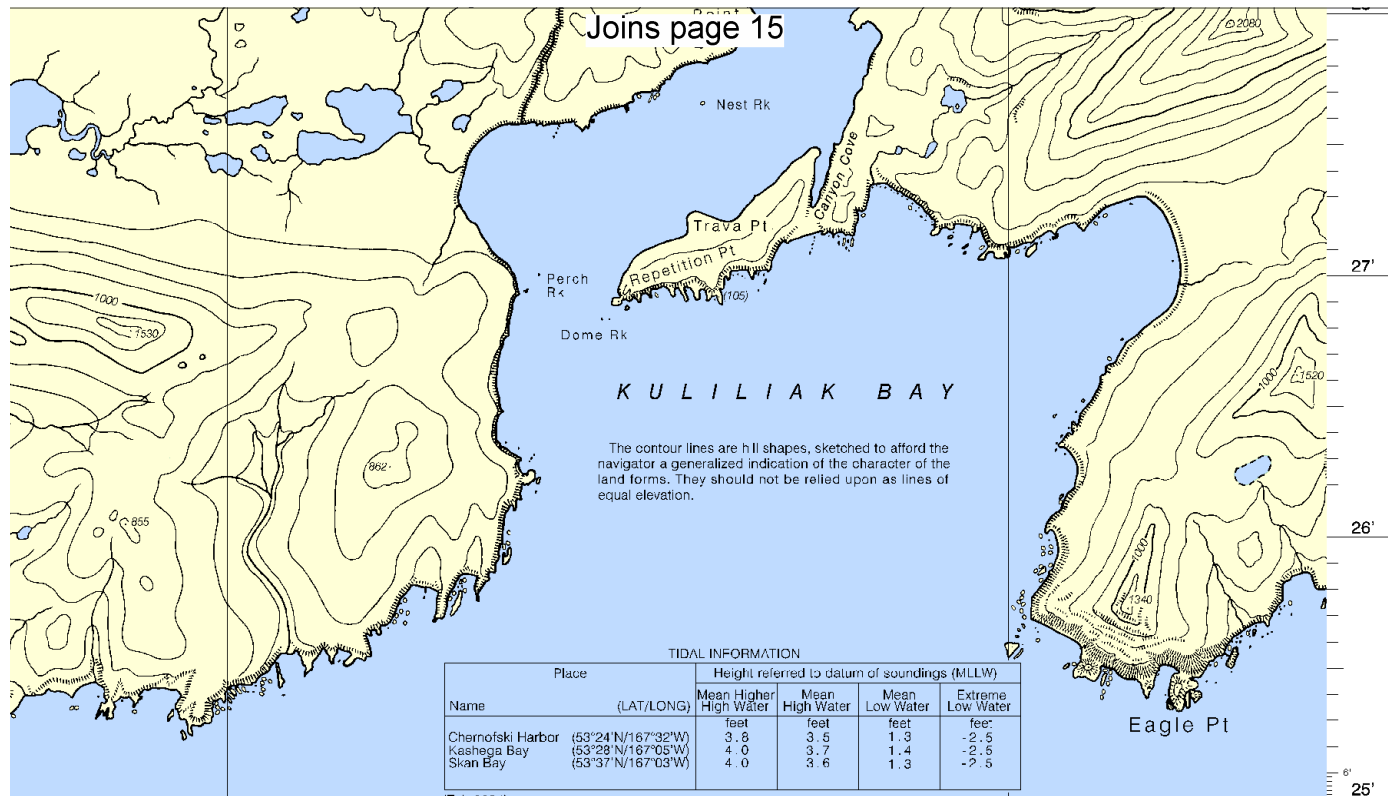 2080
Joins page 15
Nest Rk
Canyon Cove
Trava Pt
Repetition Pt
(105)
27'
Perch
Rk
Dome Rk
1000
1530
1000
1520
KULILIAK BAY
The contour lines are hill shapes, sketched to afford the
navigator a generalized indication of the character of the
land forms. They should not be relied upon as lines of
equal elevation.
862
855
26'
1000
1340
TIDAL INFORMATION
Place Height referred to datum of soundings (MLLW)
Name (LAT/LONG) Mean Higher High Water Mean High Water Mean Low Water Extreme Low Water
feet feet feet feet
Chernofski Harbor (53°24'N/167°32'W) 3.8 3.5 1.3 -2.5
Kashega Bay (53°28'N/167°05'W) 4.0 3.7 1.4 -2.5
Skan Bay (53°37'N/167°03'W) 4.0 3.6 1.3 -2.5
Eagle Pt
6'
25'